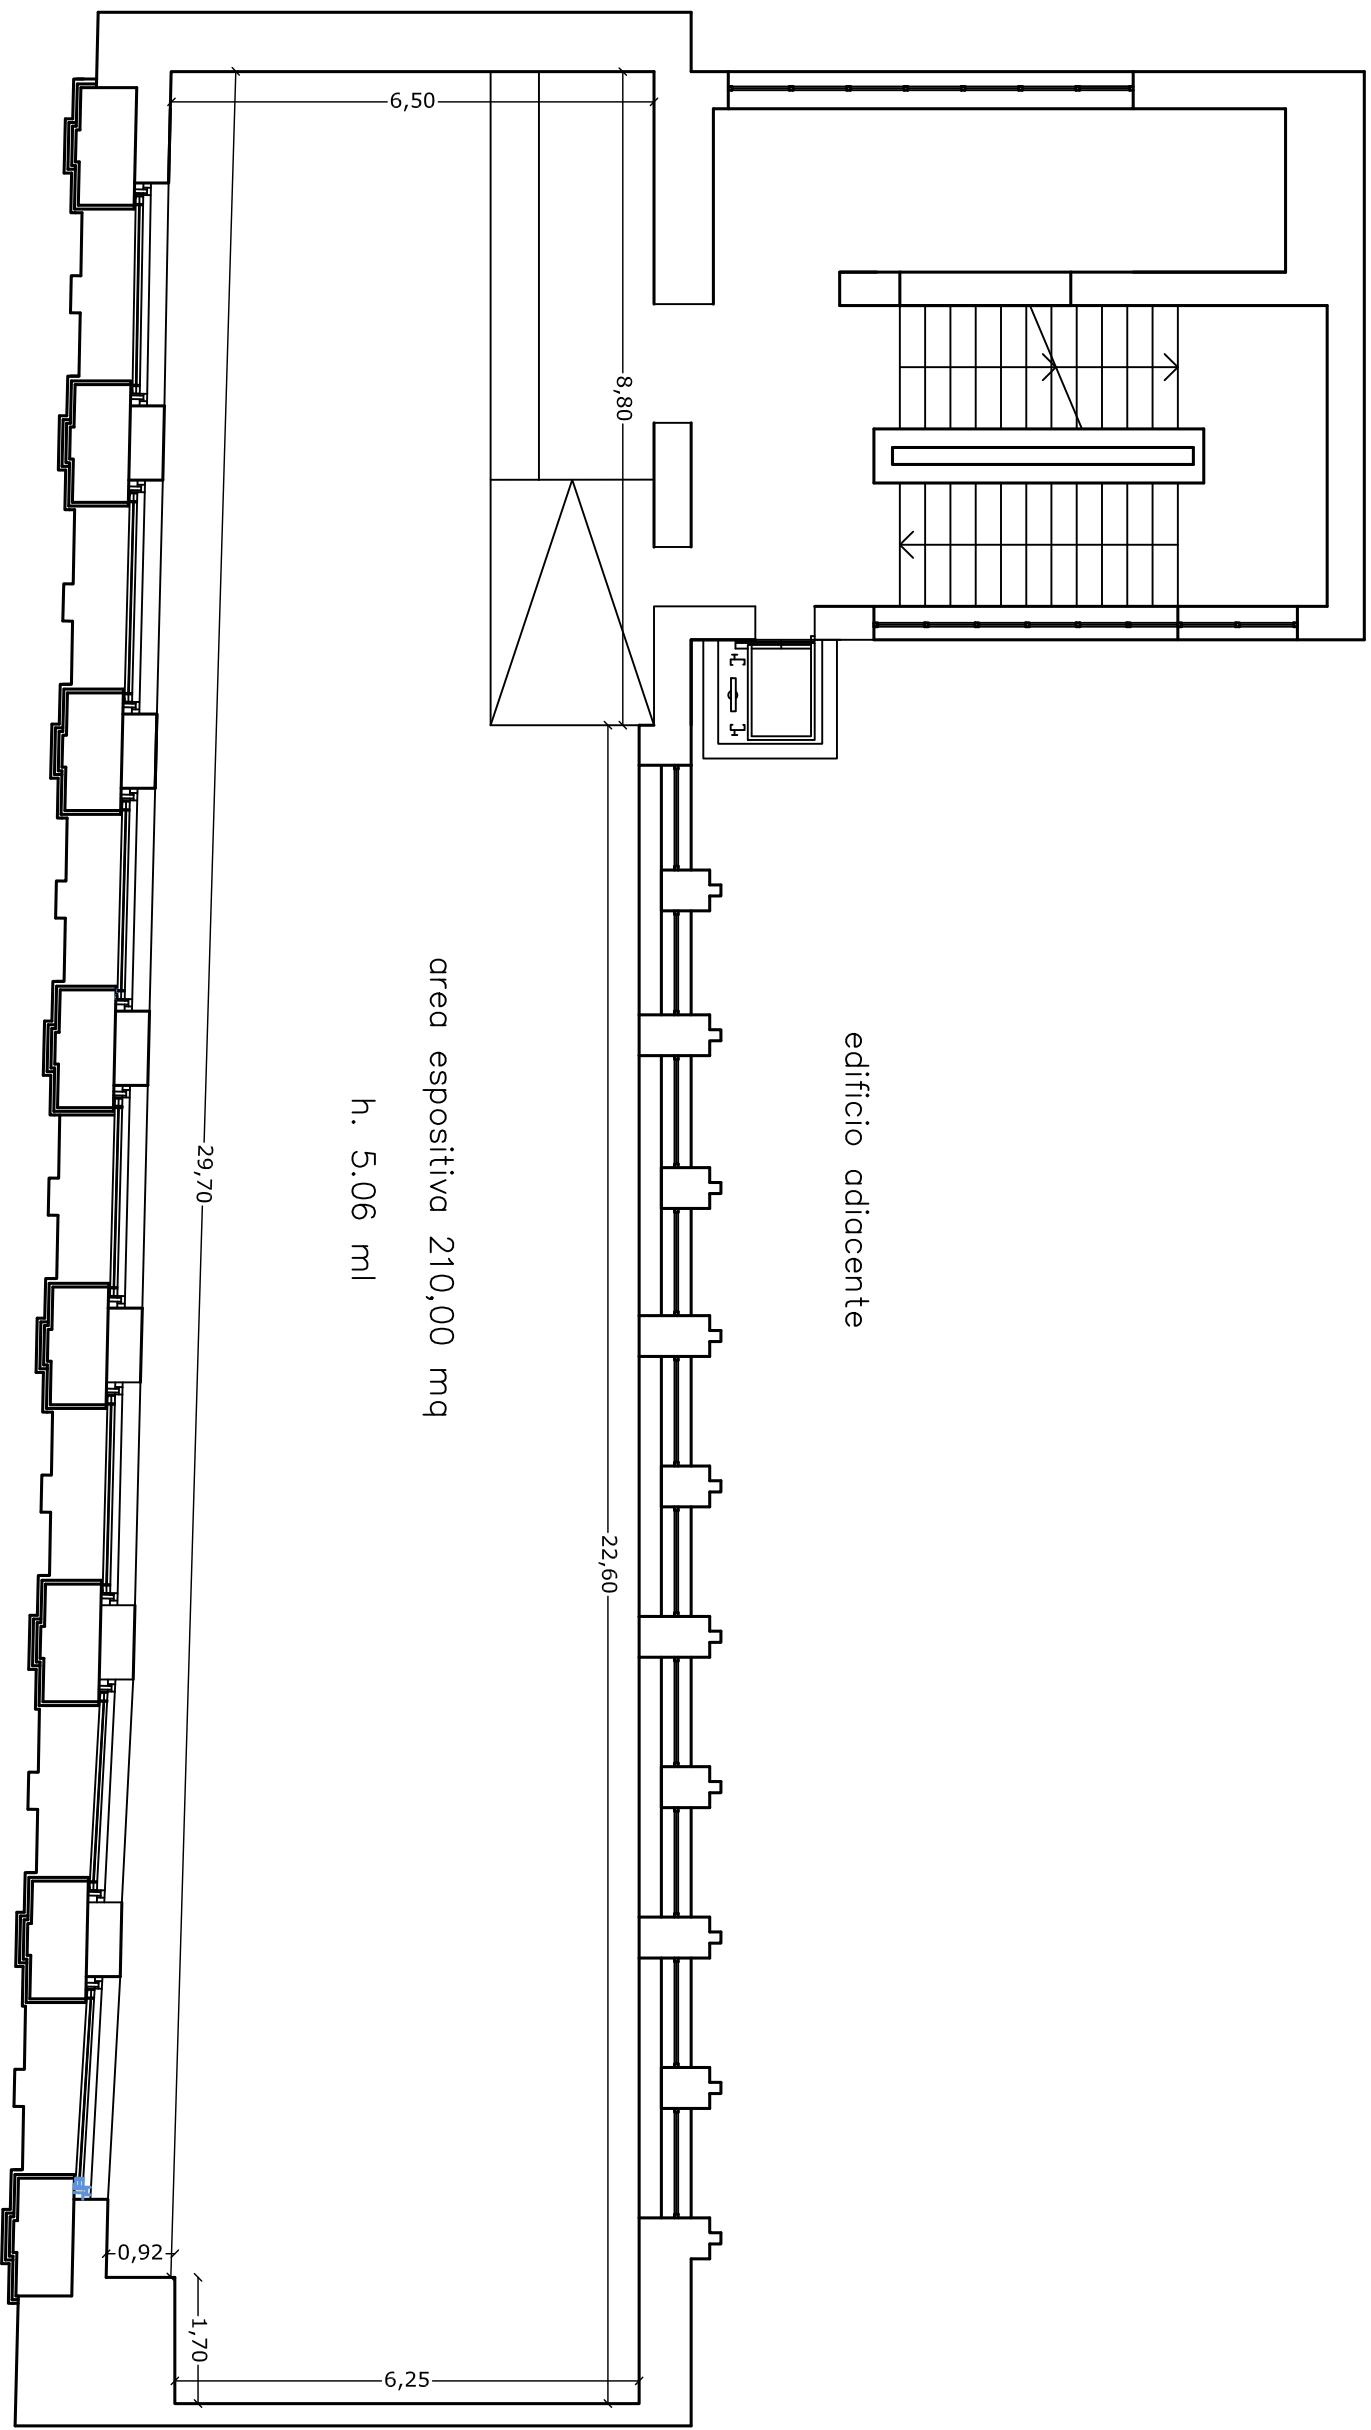 6,50
8,80
edificio adiacente
area espositiva 210,00 mq
h. 5.06 ml
29,70
22,60
0,92
1,70
6,25